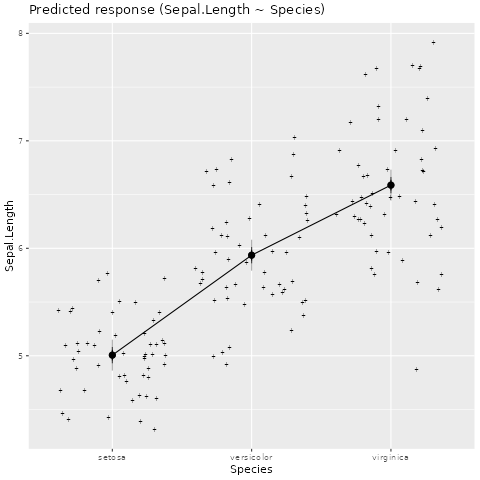 Predicted response (Sepal.Length ~ Species)
8
7
6
5
Sepal.Length
setosa
versicolor
virginica
Species